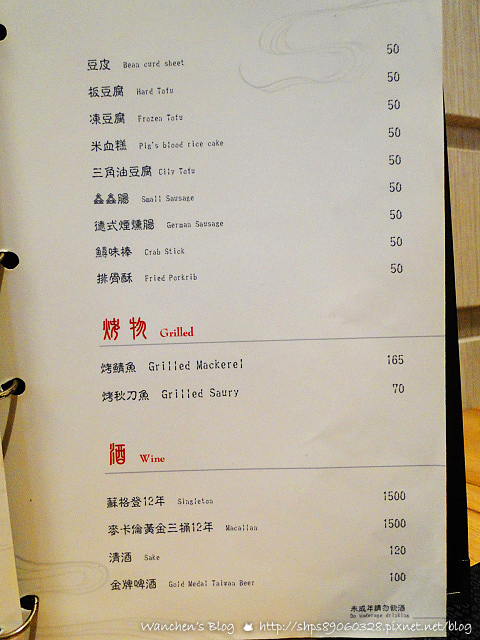 豆皮 Bean curd sheet 50
板豆腐 Hard Tofu 50
凍豆腐 Frozen Tofu 50
米血糕 Pig's blood rice cake 50
三角油豆腐 Oily Tofu 50
鑫鑫腸 Small Sausage 50
德式煙燻腸 German Sausage 50
鱘味棒 Crab Stick 50
排骨酥 Fried Porkrib 50
烤物 Grilled
烤鯖魚 Grilled Mackerel 165
烤秋刀魚 Grilled Saury 70
酒 Wine
蘇格登12年 Singleton 1500
麥卡倫黃金三桶12年 Macallan 1500
清酒 Sake 120
金牌啤酒 Gold Medal Taiwan Beer 100
未成年請勿飲酒
No underage drinking
Wanchen's Blog http://shps89060328.pixnet.net/blog